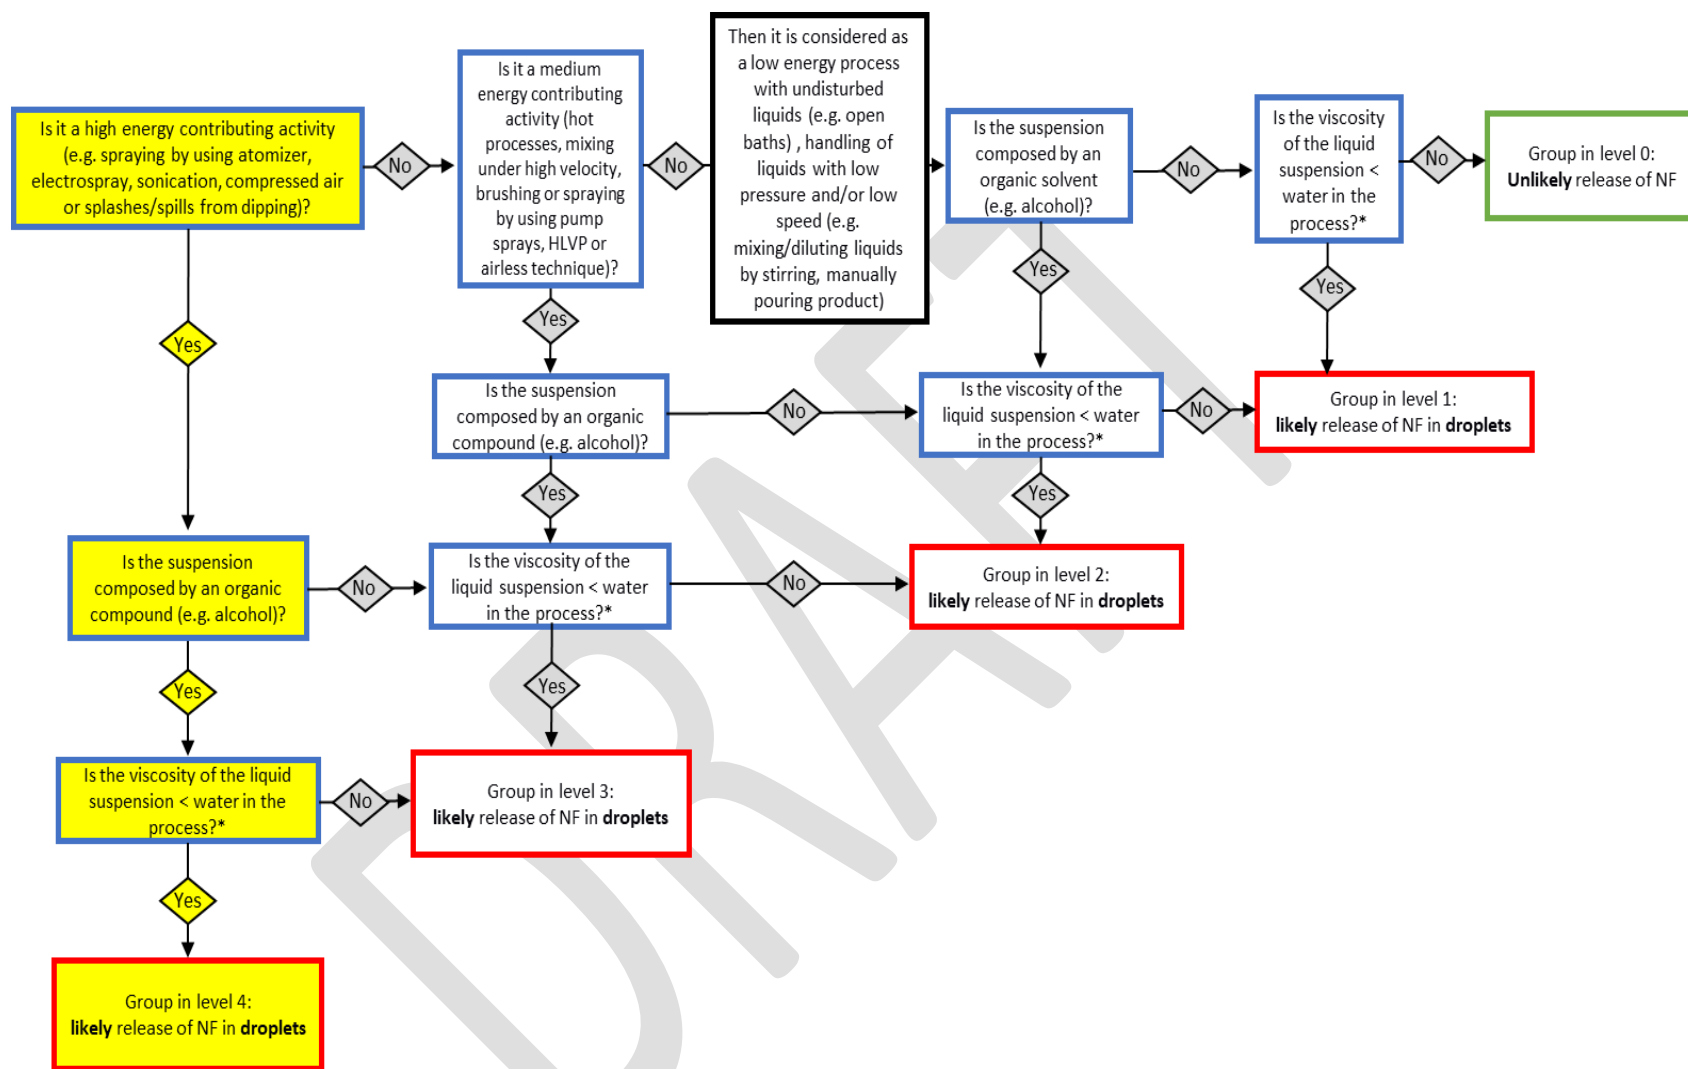 Is it a high energy contributing activity
(e.g. spraying by using atomizer,
electrospray, sonication, compressed air
or splashes/spills from dipping)?
No
Is it a medium
energy contributing
activity (hot
processes, mixing
under high velocity,
brushing or spraying
by using pump
sprays, HLVP or
airless technique)?
No
Then it is considered as
a low energy process
with undisturbed
liquids (e.g. open
baths) , handling of
liquids with low
pressure and/or low
speed (e.g.
mixing/diluting liquids
by stirring, manually
pouring product)
Is the suspension
composed by an
organic solvent
(e.g. alcohol)?
No
Is the viscosity
of the liquid
suspension <
water in the
process?*
No
Group in level 0:
Unlikely release of NF
Yes
Yes
Yes
Yes
Is the suspension
composed by an organic
compound (e.g. alcohol)?
No
Is the viscosity of the
liquid suspension < water
in the process?*
No
Group in level 1:
likely release of NF in droplets
Yes
Yes
Is the suspension
composed by an organic
compound (e.g. alcohol)?
No
Is the viscosity of the
liquid suspension < water
in the process?*
No
Group in level 2:
likely release of NF in droplets
Yes
Yes
Is the viscosity of the liquid
suspension < water in the
process?*
No
Group in level 3:
likely release of NF in droplets
Yes
Group in level 4:
likely release of NF in droplets
DRAFT